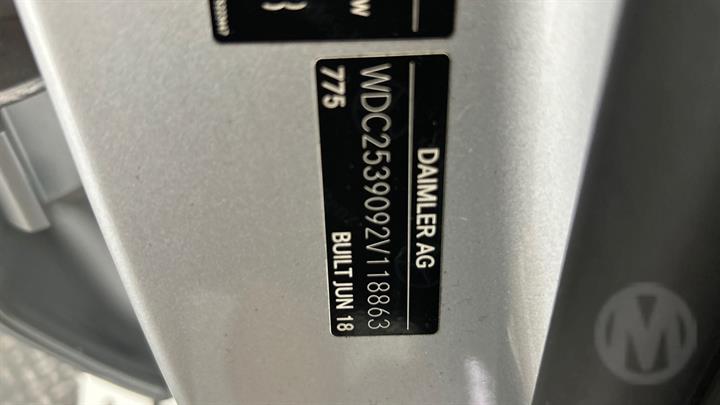 DAIMLER AG
WDC2539092V118863
775 BUILT JUN 18
M